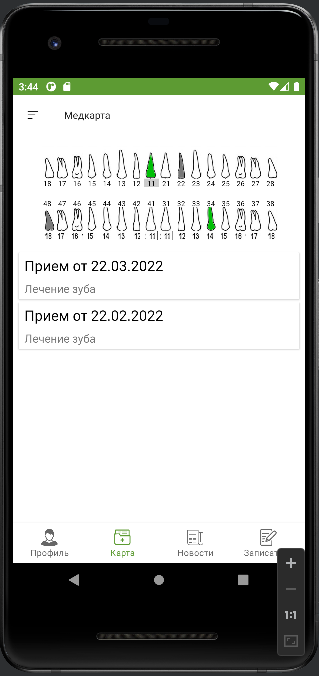 3:44
Медкарта
18 17 16 15 14 13 12 11 21 22 23 24 25 26 27 28
48 47 46 45 44 43 42 41 31 32 33 34 35 36 37 38
18 17 16 15 14 13 12 11 11 12 13 14 15 16 17 18
Прием от 22.03.2022
Лечение зуба
Прием от 22.02.2022
Лечение зуба
Профиль Карта Новости Записат
1:1